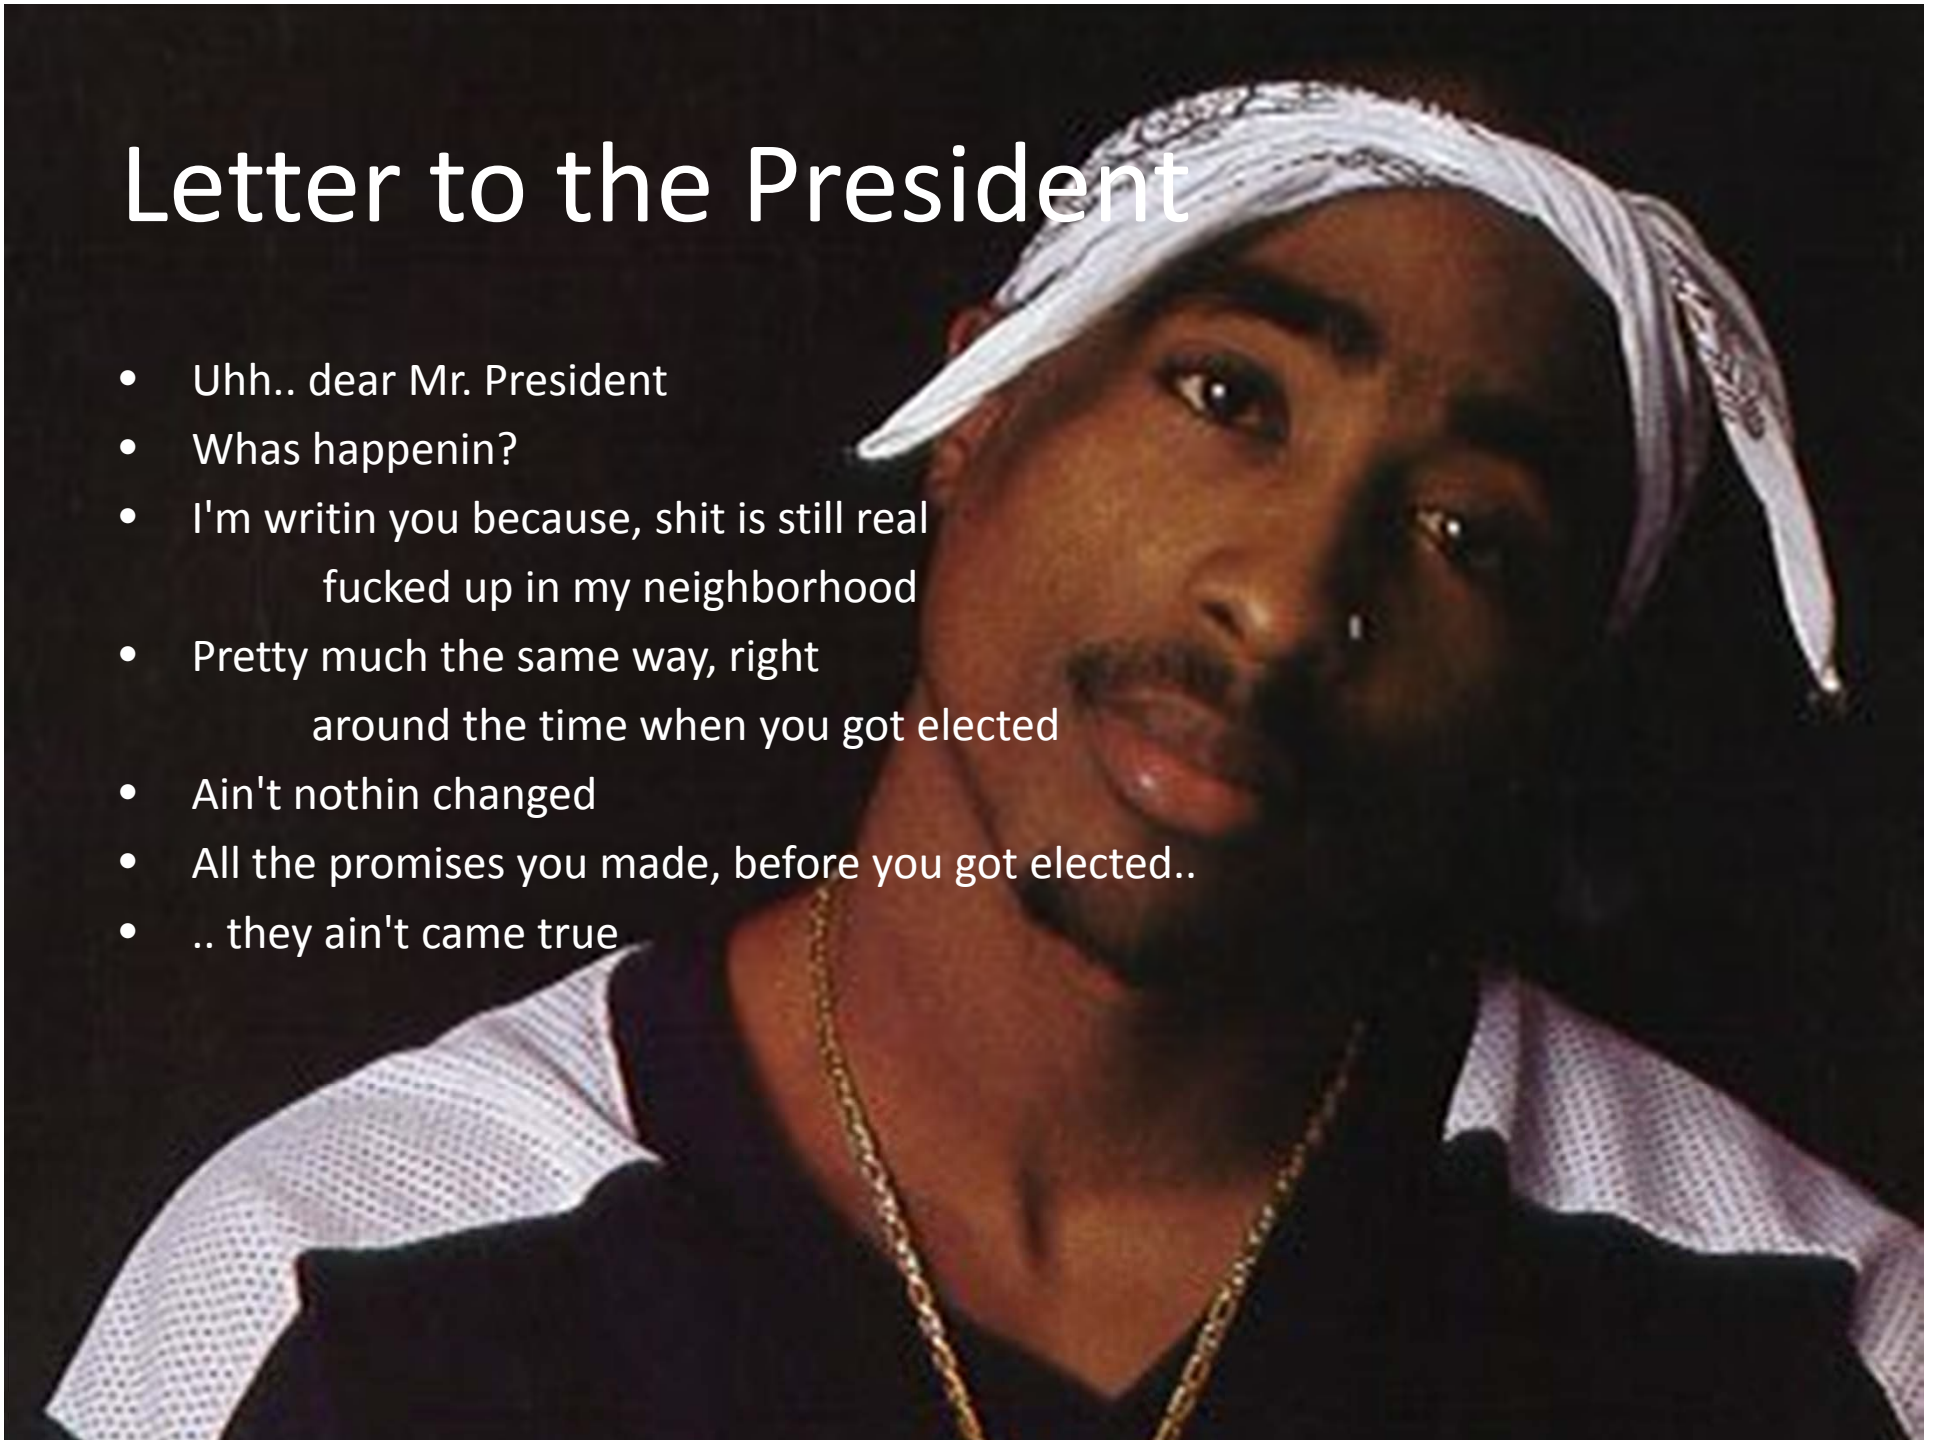 Letter to the President
• Uhh.. dear Mr. President
• Whas happenin?
• I'm writin you because, shit is still real
fucked up in my neighborhood
• Pretty much the same way, right
around the time when you got elected
• Ain't nothin changed
• All the promises you made, before you got elected..
• .. they ain't came true